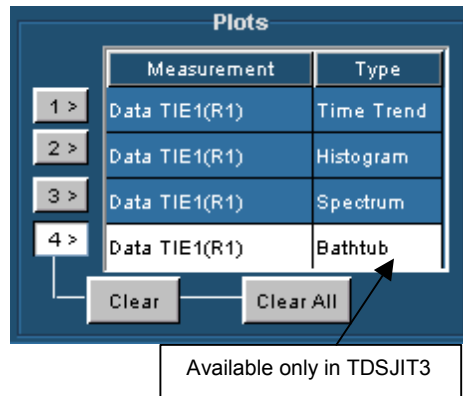 Plots
Measurement Type
1 > Data TIE1(R1) Time Trend
2 > Data TIE1(R1) Histogram
3 > Data TIE1(R1) Spectrum
4 > Data TIE1(R1) Bathtub
Clear Clear All
Available only in TDSJIT3